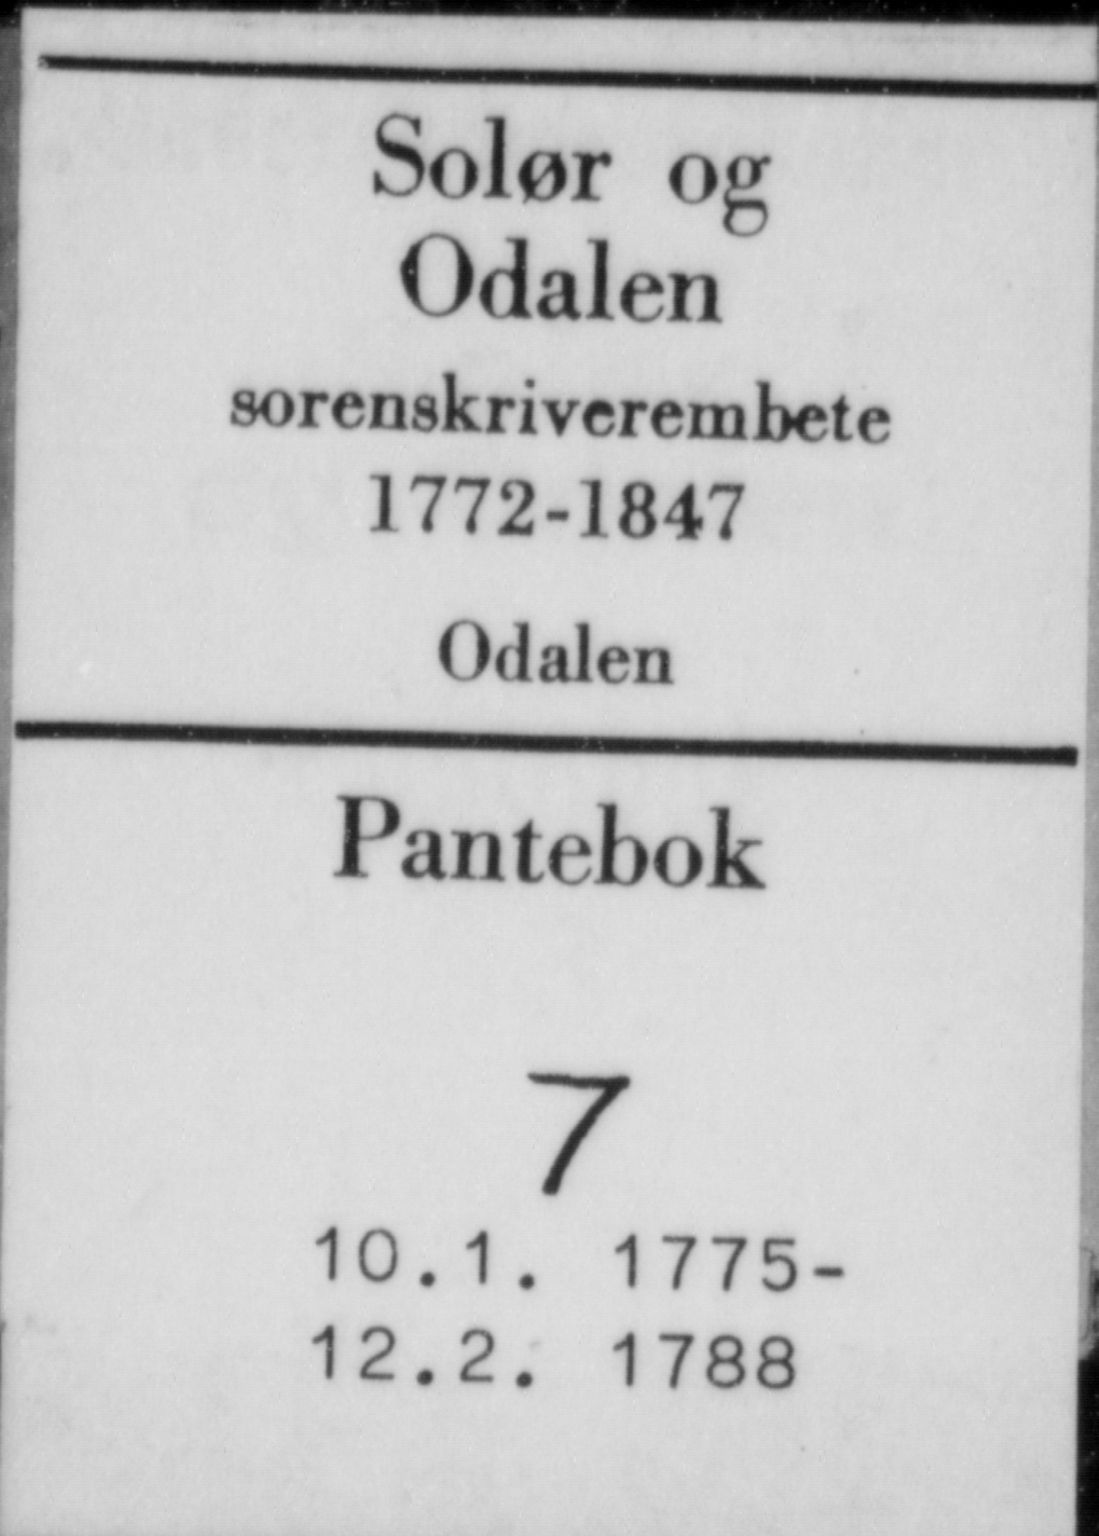 Solør og
Odalen
sorenskriverembete
1772-1847
Odalen
Pantebok
7
10.1. 1775-
12.2. 1788